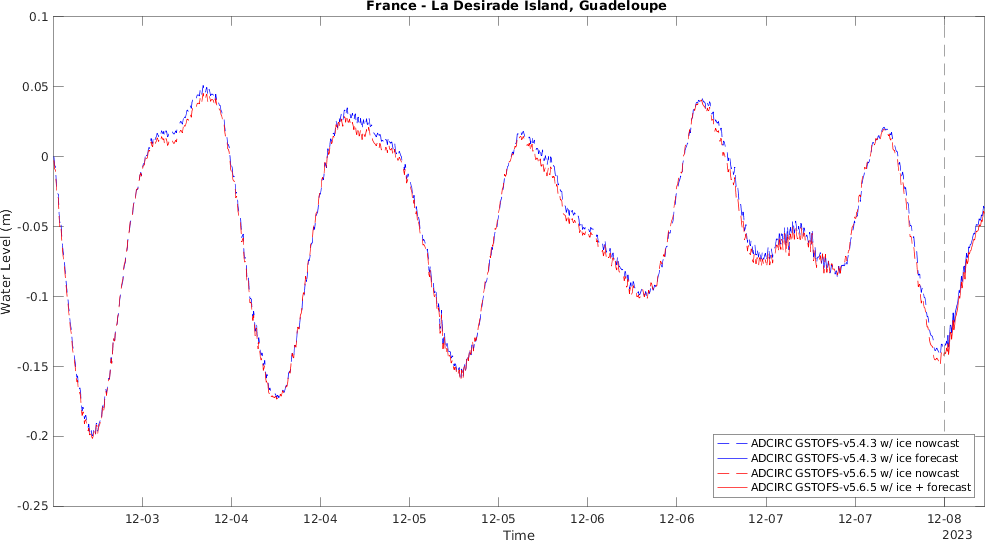 France - La Desirade Island, Guadeloupe
0.1
0.05
0
-0.05
-0.1
-0.15
-0.2
-0.25
Water Level (m)
12-03
12-04
12-04
12-05
12-05
12-06
12-06
12-07
12-07
12-08
2023
Time
ADCIRC GSTOFS-v5.4.3 w/ ice nowcast
ADCIRC GSTOFS-v5.4.3 w/ ice forecast
ADCIRC GSTOFS-v5.6.5 w/ ice nowcast
ADCIRC GSTOFS-v5.6.5 w/ ice + forecast